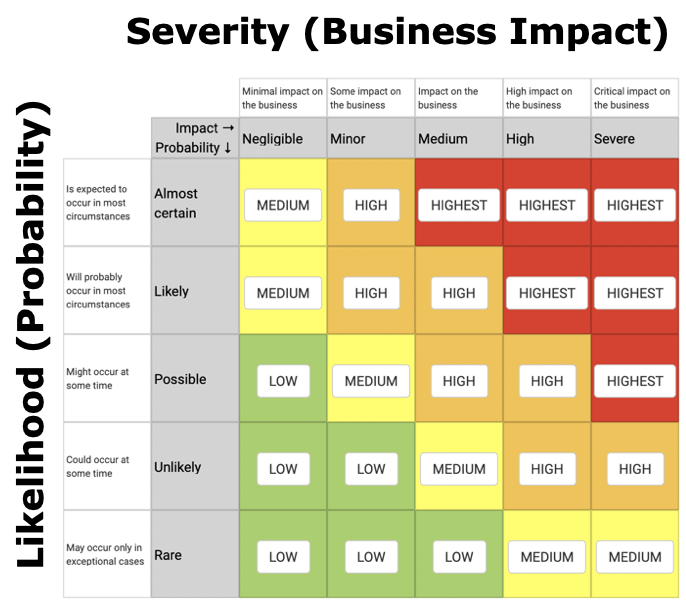 Severity (Business Impact)
Likelihood (Probability)
Minimal impact on
the business
Some impact on
the business
Impact on the
business
High impact on
the business
Critical impact on
the business
Impact →
Probability ↓
Negligible
Minor
Medium
High
Severe
Is expected to
occur in most
circumstances
Almost
certain
MEDIUM
HIGH
HIGHEST
HIGHEST
HIGHEST
Will probably
occur in most
circumstances
Likely
MEDIUM
HIGH
HIGH
HIGHEST
HIGHEST
Might occur at
some time
Possible
LOW
MEDIUM
HIGH
HIGH
HIGHEST
Could occur at
some time
Unlikely
LOW
LOW
MEDIUM
HIGH
HIGH
May occur only in
exceptional cases
Rare
LOW
LOW
LOW
MEDIUM
MEDIUM